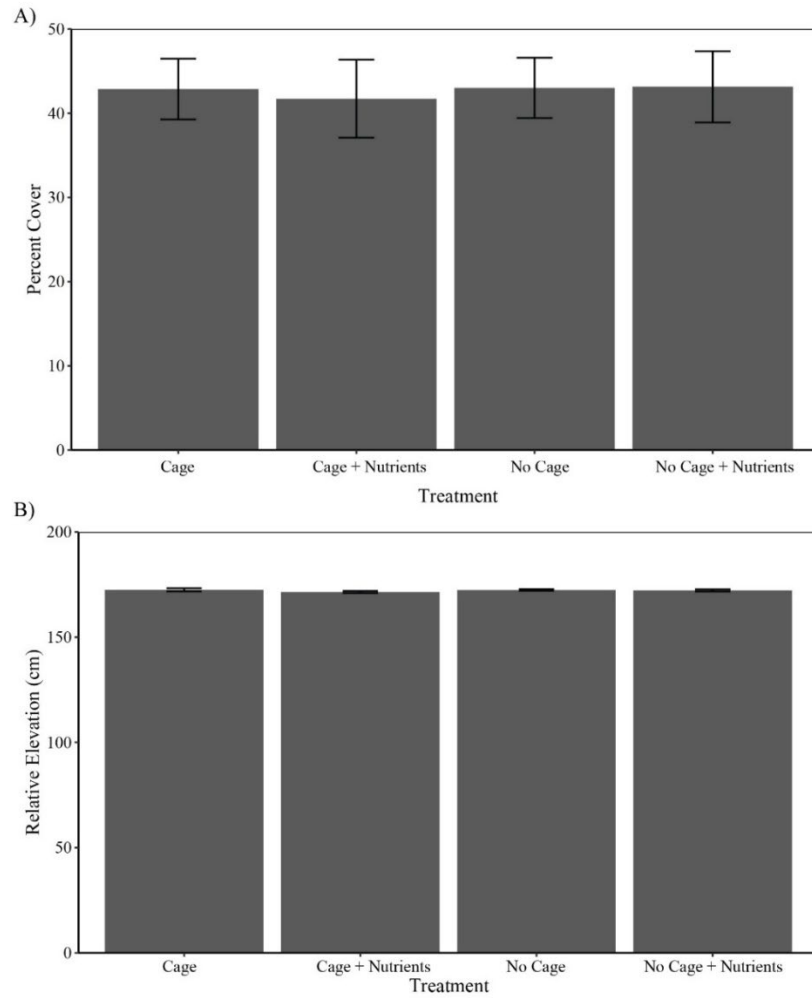 A)
50
40
30
20
10
0
Percent Cover
Cage Cage + Nutrients No Cage No Cage + Nutrients
Treatment
B)
200
150
100
50
0
Relative Elevation (cm)
Cage Cage + Nutrients No Cage No Cage + Nutrients
Treatment